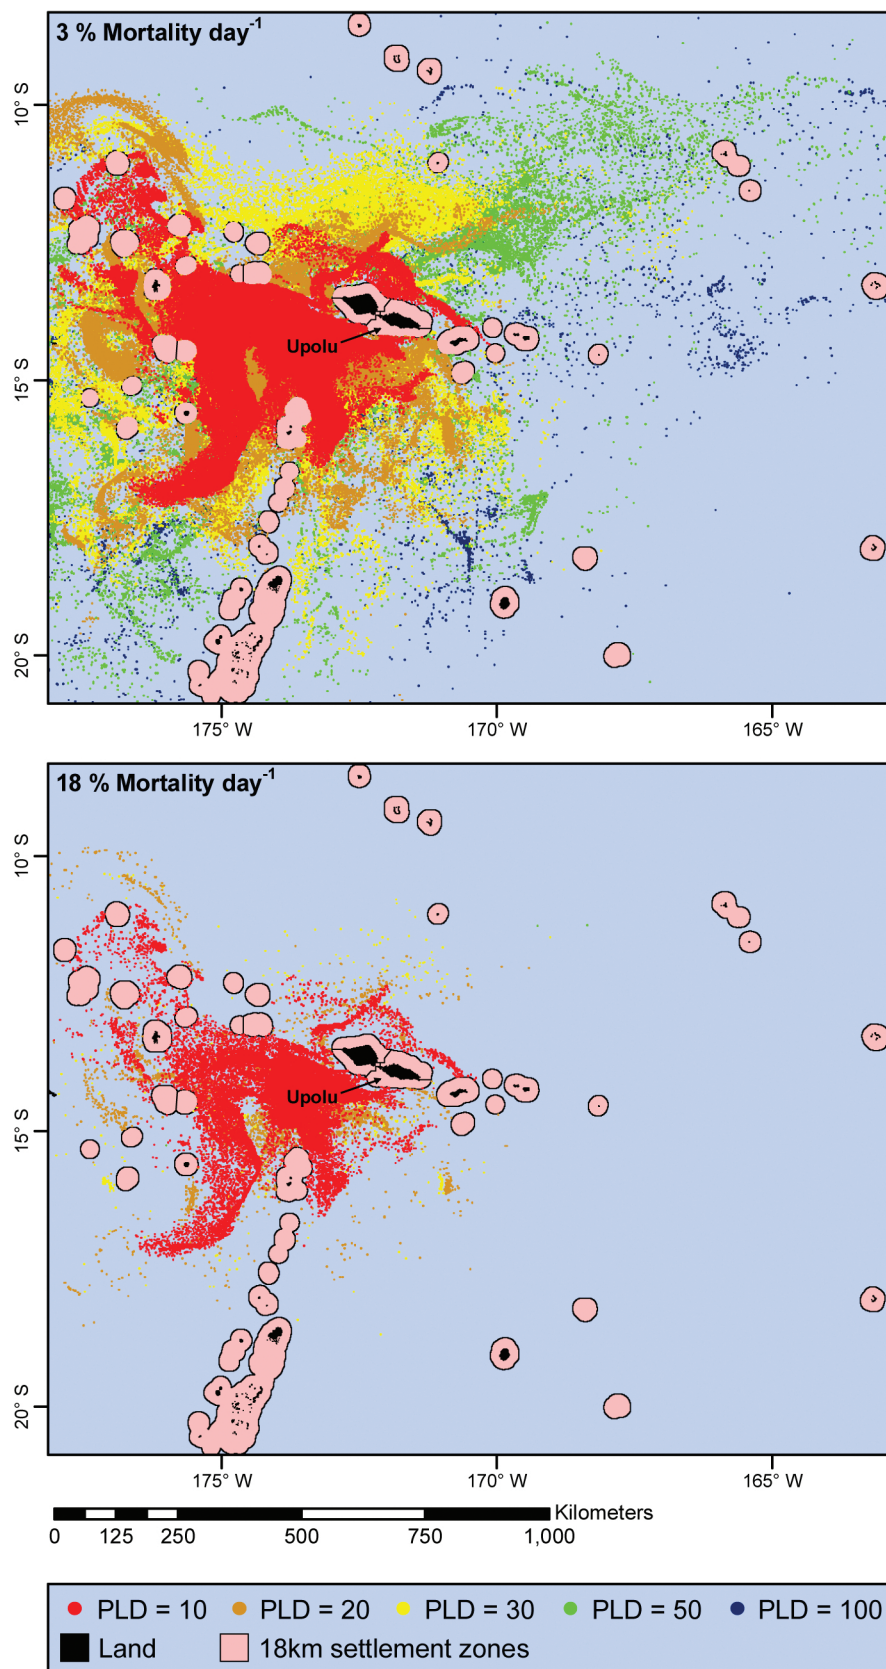 3 % Mortality day⁻¹
10° S
15° S
20° S
Upolu
175° W
170° W
165° W
18 % Mortality day⁻¹
10° S
15° S
20° S
Upolu
175° W
170° W
165° W
Kilometers
0 125 250 500 750 1,000
PLD = 10 PLD = 20 PLD = 30 PLD = 50 PLD = 100
Land 18km settlement zones